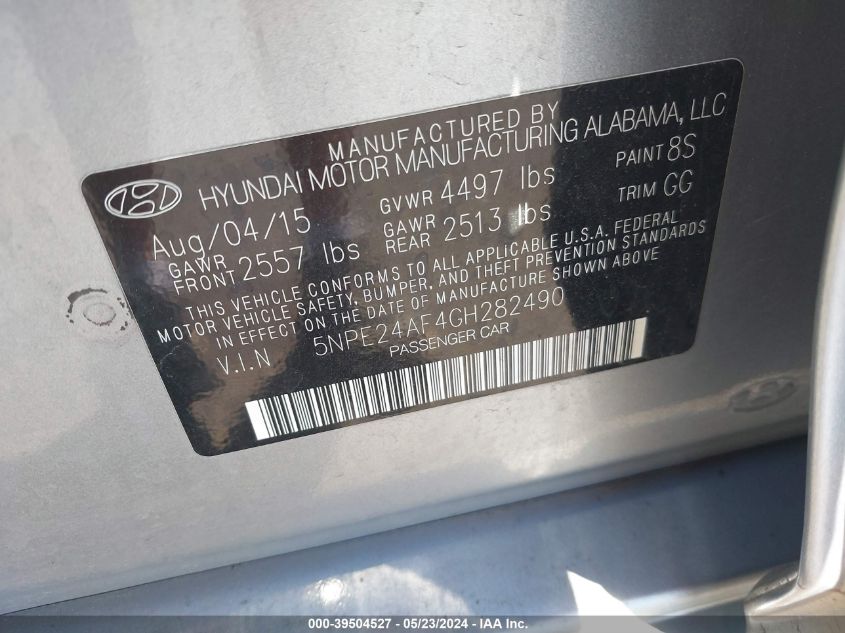 MANUFACTURED BY
HYUNDAI MOTOR MANUFACTURING ALABAMA, LLC
Aug/04/15 GVWR 4497 lbs PAINT 8S
GAWR FRONT 2557 lbs GAWR REAR 2513 lbs TRIM GG
THIS VEHICLE CONFORMS TO ALL APPLICABLE U.S.A. FEDERAL
MOTOR VEHICLE SAFETY, BUMPER, AND THEFT PREVENTION STANDARDS
IN EFFECT ON THE DATE OF MANUFACTURE SHOWN ABOVE
V.I.N 5NPE24AF4GH282490
PASSENGER CAR
000-39504527 - 05/23/2024 - IAA Inc.